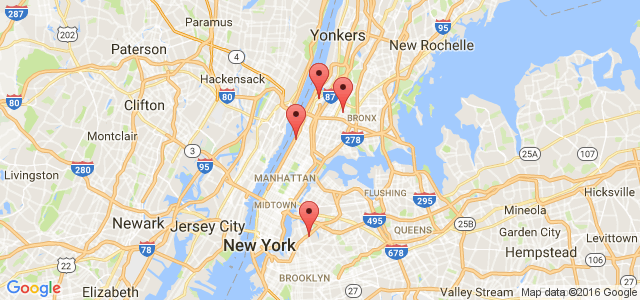 287
Paramus
Yonkers
New Rochelle
202
Paterson
4
95
Hackensack
80
80
87
Clifton
BRONX
Montclair
3
278
95
25A
107
280
Livingston
MANHATTAN
FLUSHING
Hicksville
MIDTOWN
295
Mineola
Newark
Jersey City
495
25B
QUEENS
Garden City
Levittown
78
New York
678
Hempstead
22
106
BROOKLYN
Google
Elizabeth
Valley Stream
Map data ©2016 Google